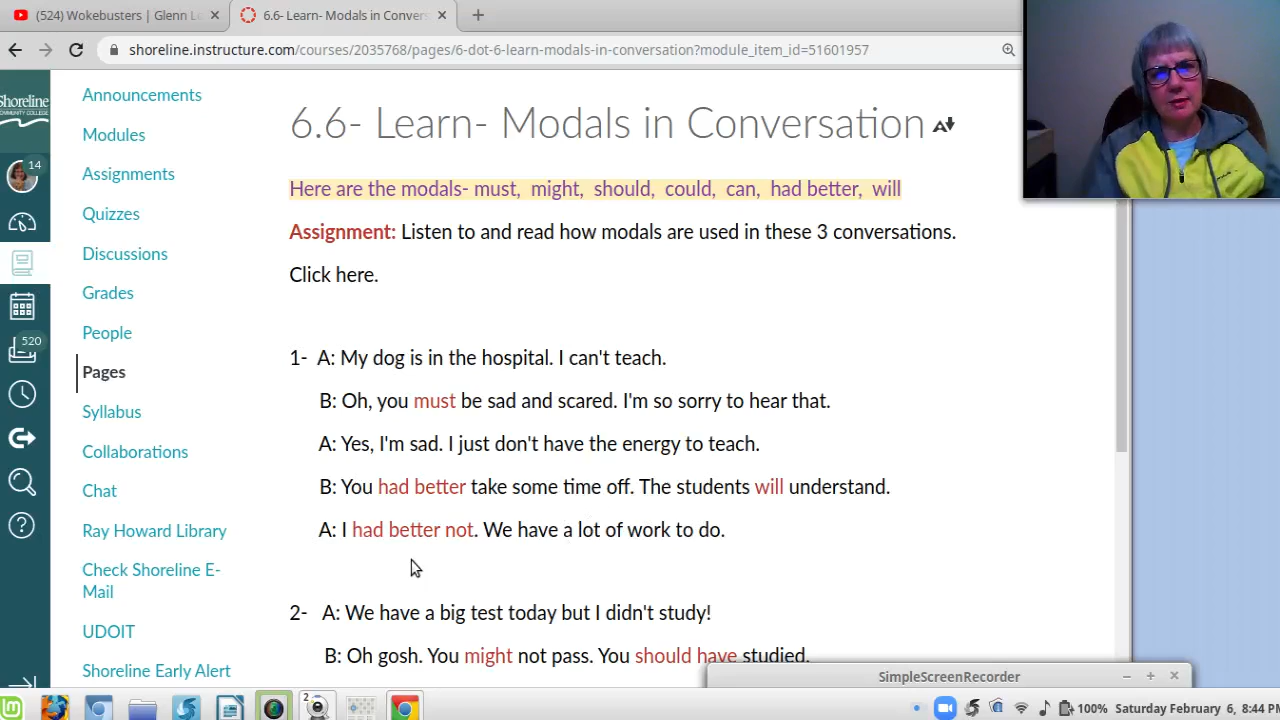 (524) Wokebusters | Glenn Lo
6.6- Learn- Modals in Conversa
shoreline.instructure.com/courses/2035768/pages/6-dot-6-learn-modals-in-conversation?module_item_id=51601957
Shoreline
COMMUNITY COLLEGE
14
520
Announcements
Modules
Assignments
Quizzes
Discussions
Grades
People
Pages
Syllabus
Collaborations
Chat
Ray Howard Library
Check Shoreline E-
Mail
UDOIT
Shoreline Early Alert
6.6- Learn- Modals in Conversation
Here are the modals- must, might, should, could, can, had better, will
Assignment: Listen to and read how modals are used in these 3 conversations.
Click here.
1- A: My dog is in the hospital. I can't teach.
B: Oh, you must be sad and scared. I'm so sorry to hear that.
A: Yes, I'm sad. I just don't have the energy to teach.
B: You had better take some time off. The students will understand.
A: I had better not. We have a lot of work to do.
2- A: We have a big test today but I didn't study!
B: Oh gosh. You might not pass. You should have studied.
SimpleScreenRecorder
2
100% Saturday February 6, 8:44 PM